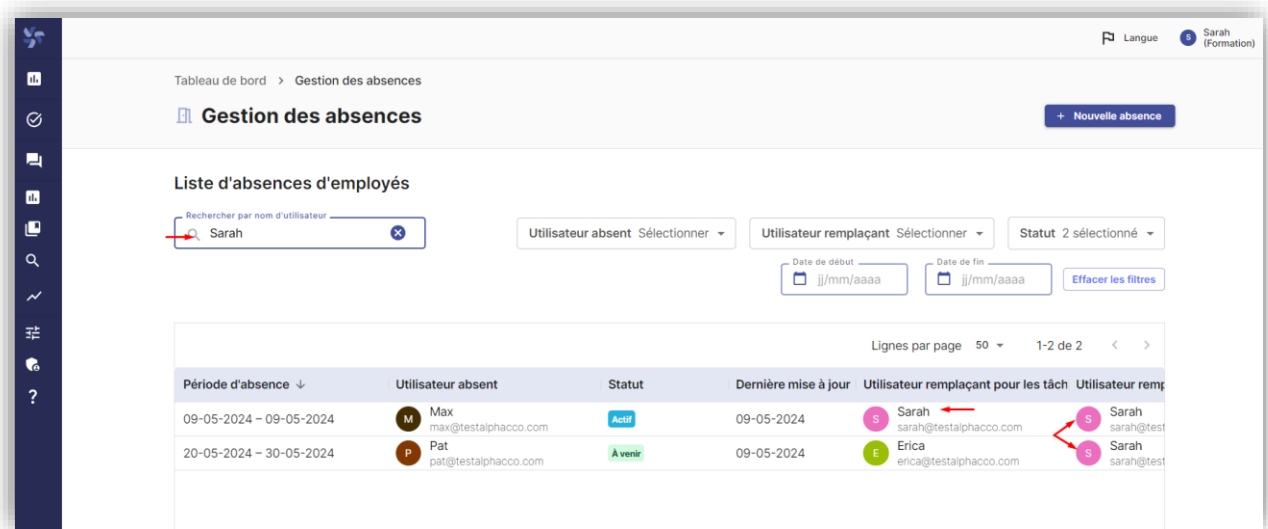 Langue
S Sarah
(Formation)
Tableau de bord > Gestion des absences
Gestion des absences
+ Nouvelle absence
Liste d'absences d'employés
Rechercher par nom d'utilisateur
Sarah
Utilisateur absent Sélectionner
Utilisateur remplaçant Sélectionner
Statut 2 sélectionné
Date de début
jj/mm/aaaa
Date de fin
jj/mm/aaaa
Effacer les filtres
Lignes par page 50 1-2 de 2 < >
Période d'absence ↓ Utilisateur absent Statut Dernière mise à jour Utilisateur remplaçant pour les tâch Utilisateur remp
09-05-2024 – 09-05-2024 M Max Actif 09-05-2024 S Sarah S Sarah
max@testalphacco.com sarah@testalphacco.com sarah@test
20-05-2024 – 30-05-2024 P Pat À venir 09-05-2024 E Erica S Sarah
pat@testalphacco.com erica@testalphacco.com sarah@test
?